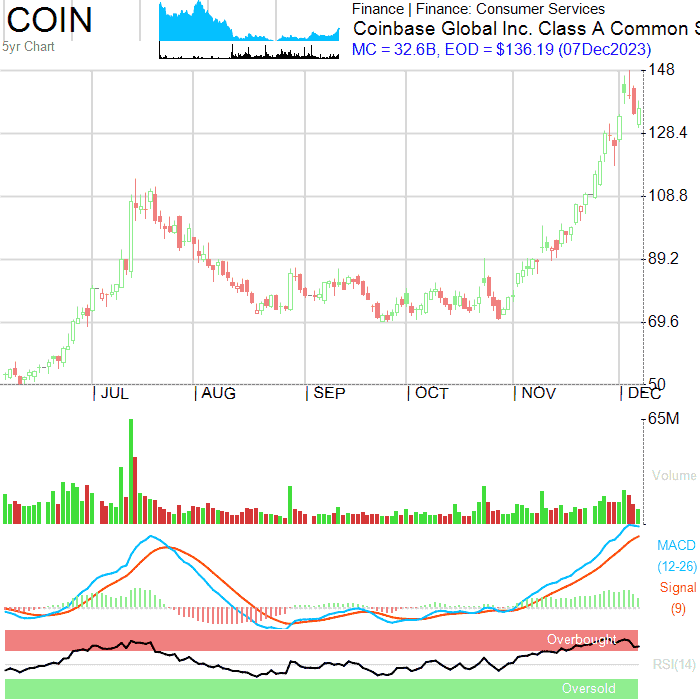 COIN
5yr Chart
Finance | Finance: Consumer Services
Coinbase Global Inc. Class A Common S
MC = 32.6B, EOD = $136.19 (07Dec2023)
148
128.4
108.8
89.2
69.6
50
| JUL | AUG | SEP | OCT | NOV | DEC
65M
Volume
MACD
(12-26)
Signal
(9)
Overbought
RSI(14)
Oversold